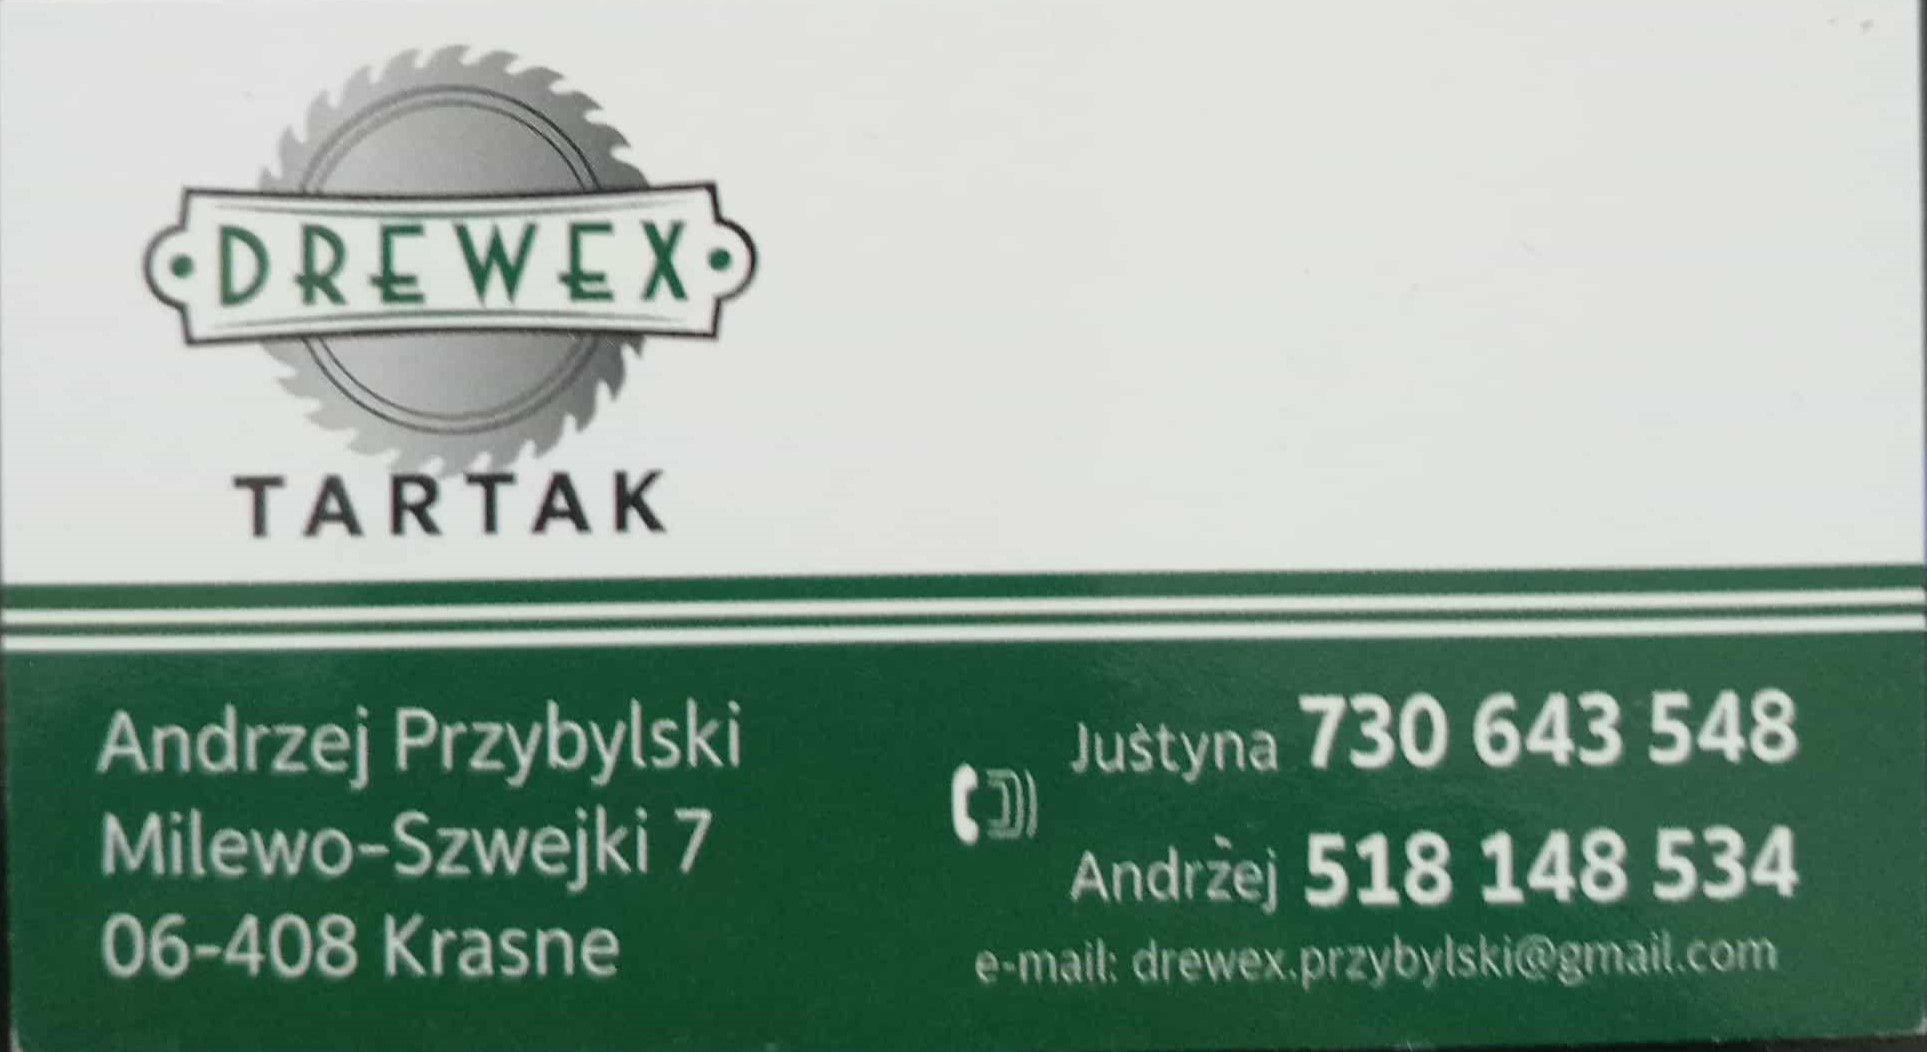 DREWEX
TARTAK
Andrzej Przybylski
Milewo-Szwejki 7
06-408 Krasne
Justyna 730 643 548
Andrzej 518 148 534
e-mail: drewex.przybylski@gmail.com